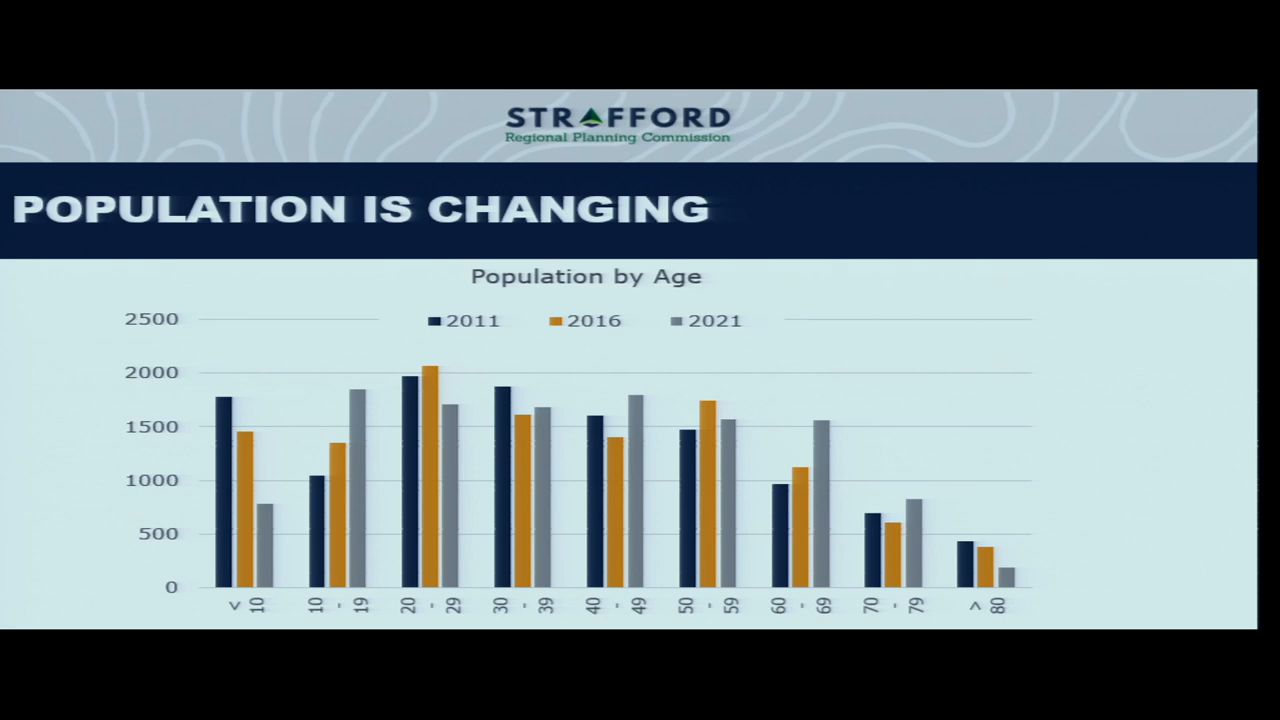 STRAFFORD
Regional Planning Commission
POPULATION IS CHANGING
Population by Age
2011 2016 2021
2500
2000
1500
1000
500
0
< 10
10 - 19
20 - 29
30 - 39
40 - 49
50 - 59
60 - 69
70 - 79
> 80